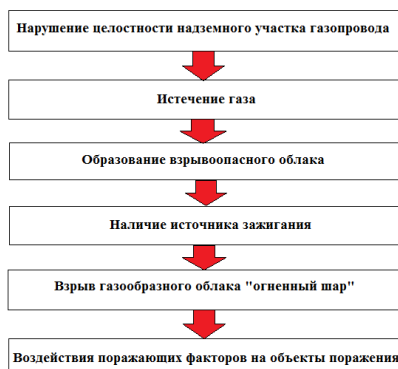 Нарушение целостности надземного участка газопровода
Истечение газа
Образование взрывоопасного облака
Наличие источника зажигания
Взрыв газообразного облака "огненный шар"
Воздействия поражающих факторов на объекты поражения